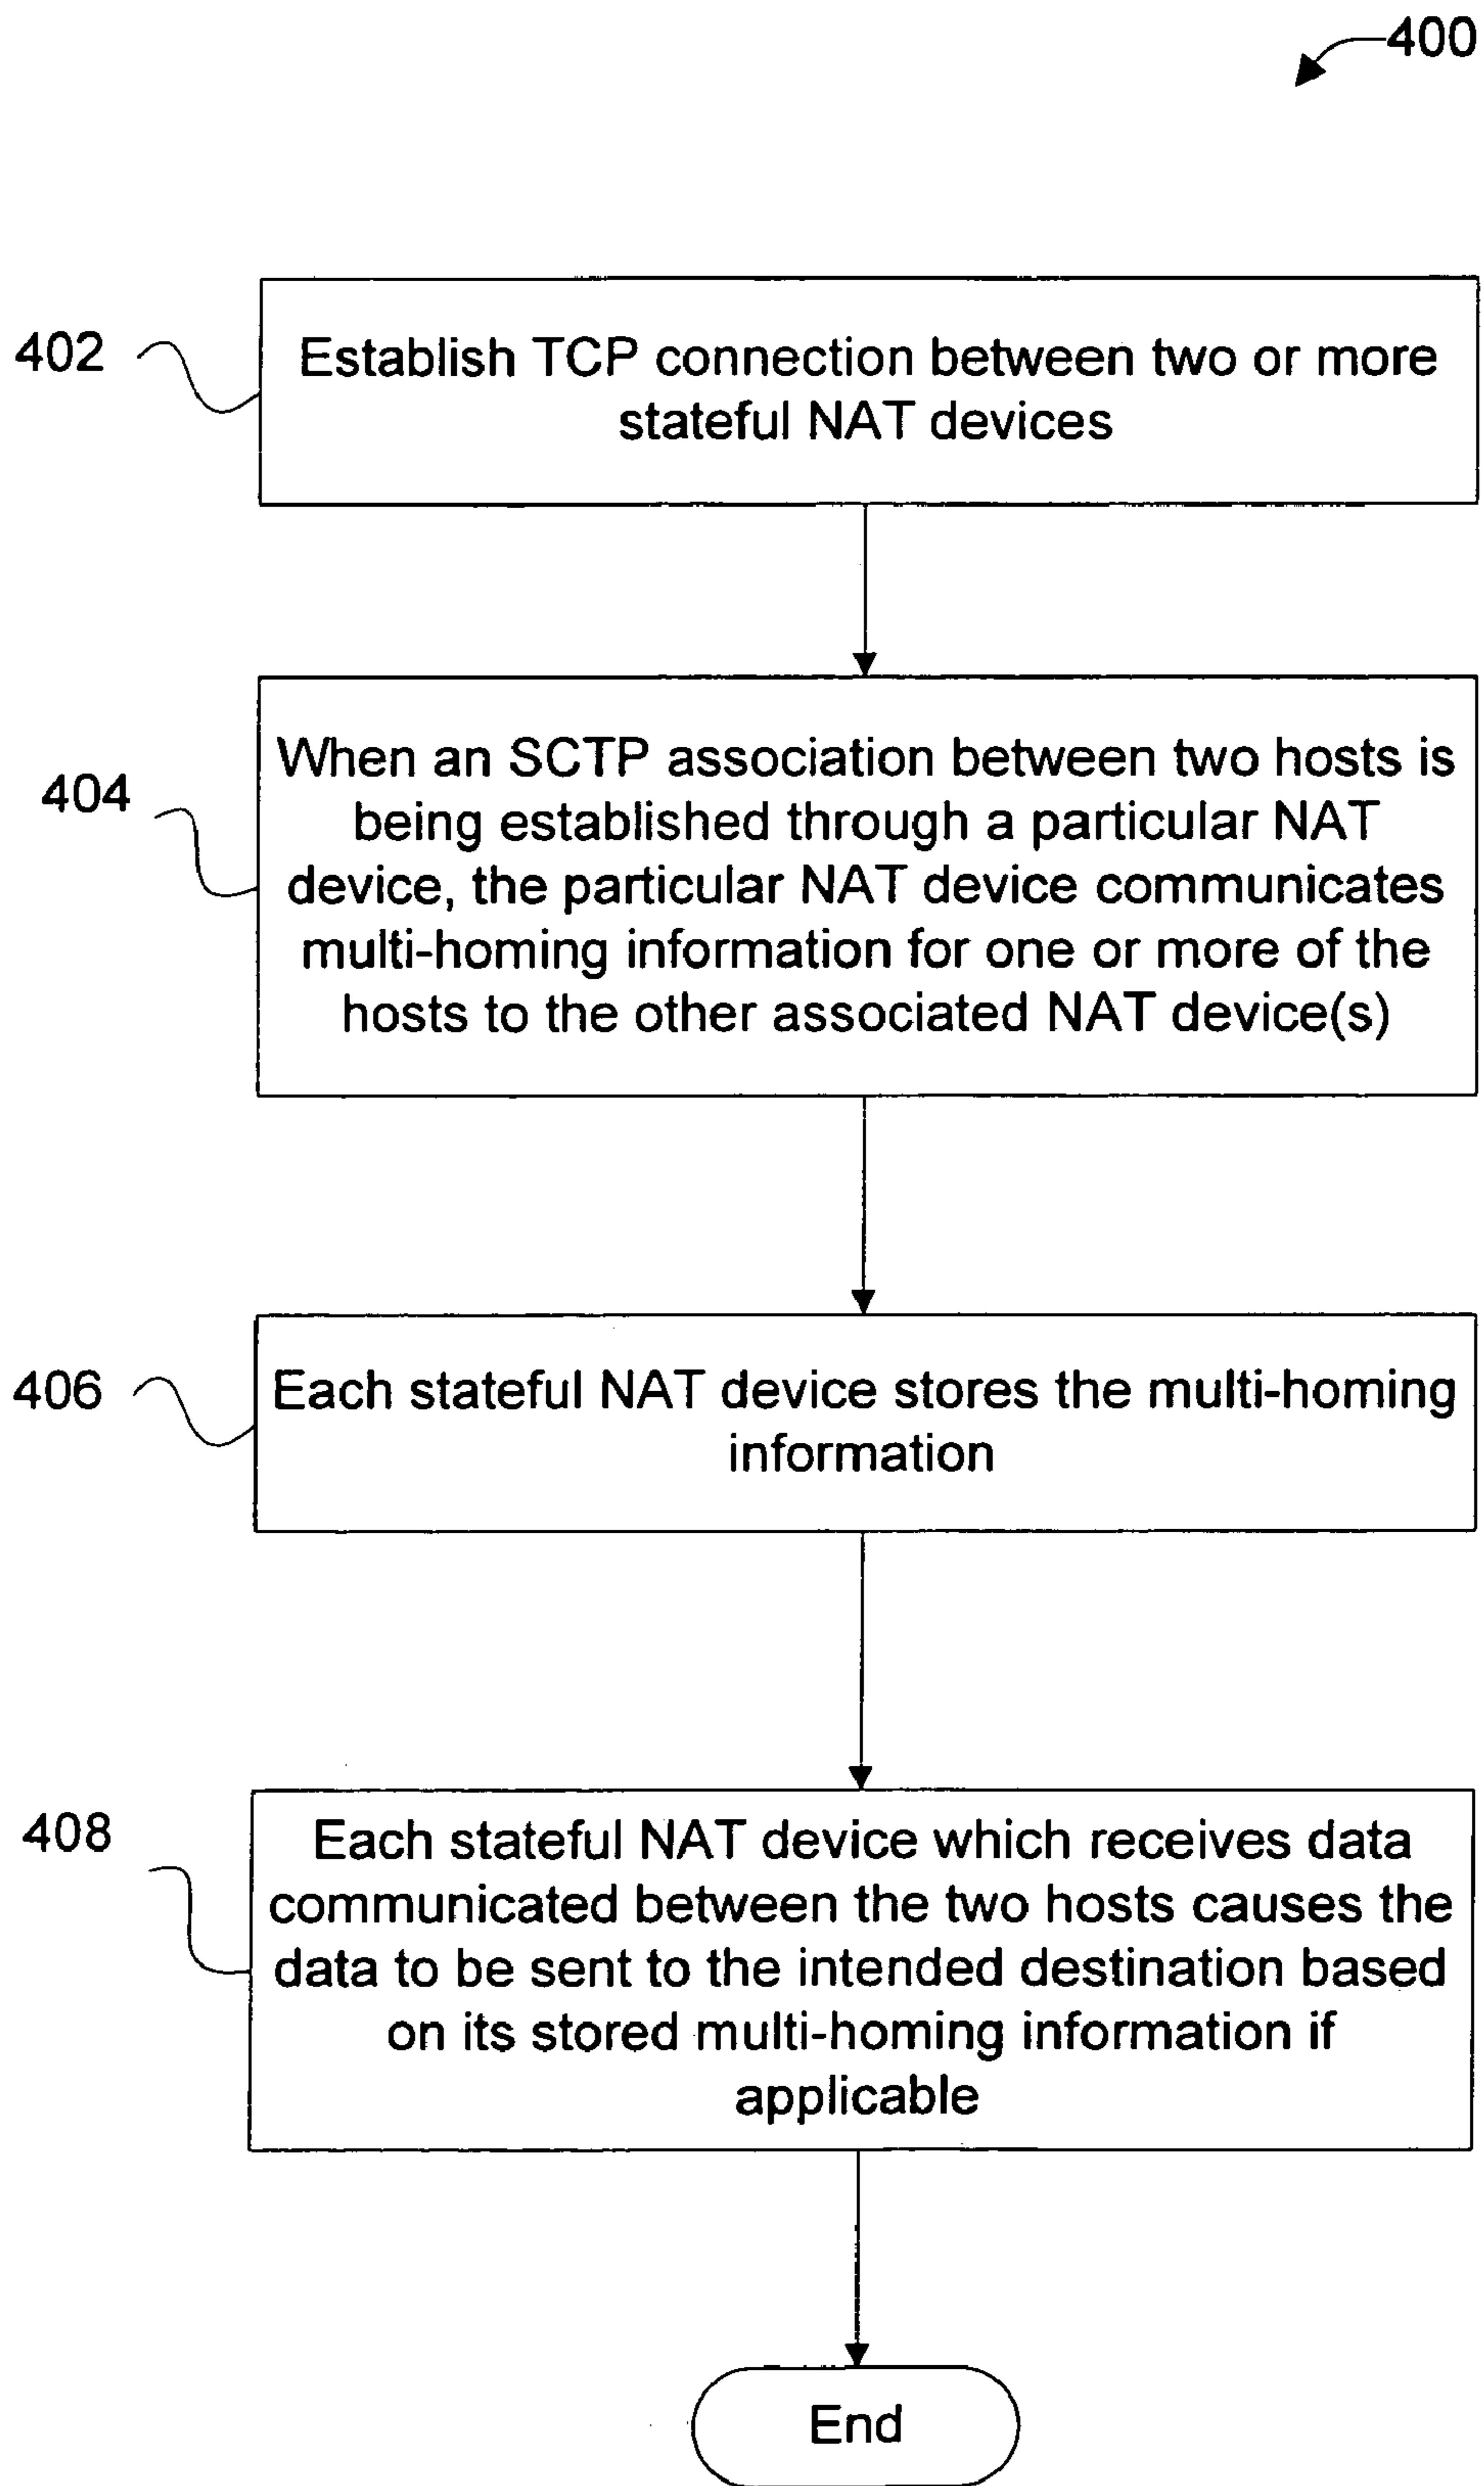 400
402
Establish TCP connection between two or more
stateful NAT devices
404
When an SCTP association between two hosts is
being established through a particular NAT
device, the particular NAT device communicates
multi-homing information for one or more of the
hosts to the other associated NAT device(s)
406
Each stateful NAT device stores the multi-homing
information
408
Each stateful NAT device which receives data
communicated between the two hosts causes the
data to be sent to the intended destination based
on its stored multi-homing information if
applicable
End